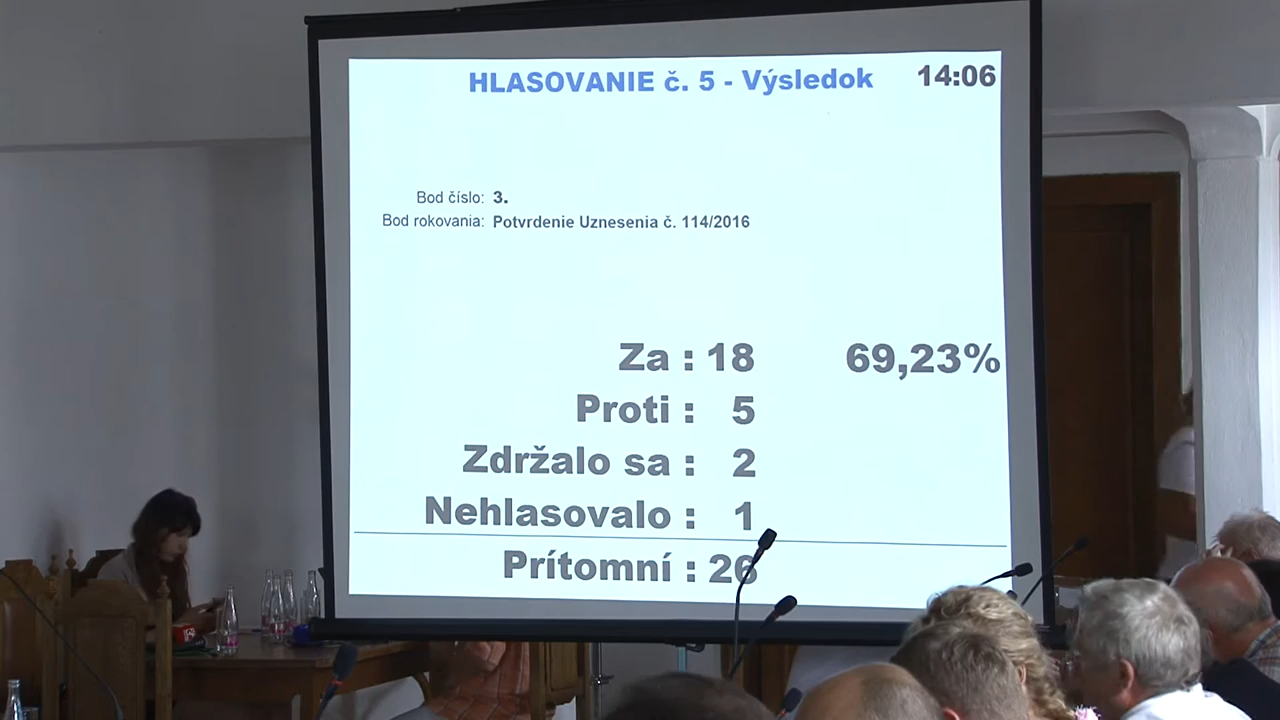 HLASOVANIE č. 5 - Výsledok 14:06
Bod číslo: 3.
Bod rokovania: Potvrdenie Uznesenia č. 114/2016
Za : 18 69,23%
Proti : 5
Zdržalo sa : 2
Nehlasovalo : 1
Prítomní : 26